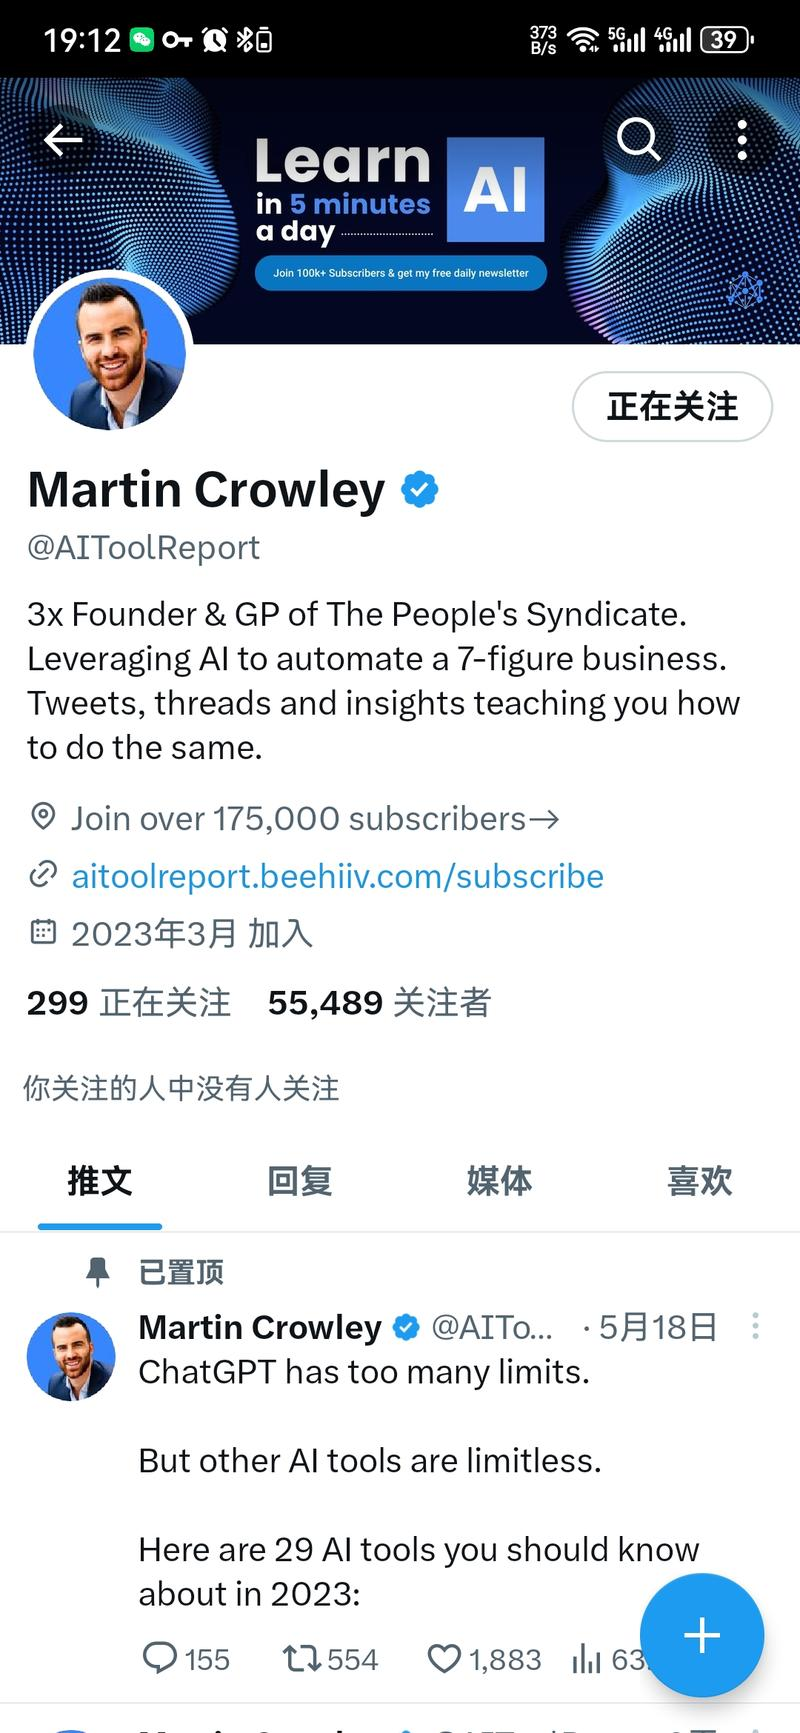 19:12
373 B/s 5G 4G 39
Learn
in 5 minutes
a day
AI
Join 100k+ Subscribers & get my free daily newsletter
正在关注
Martin Crowley
@AIToolReport
3x Founder & GP of The People's Syndicate.
Leveraging AI to automate a 7-figure business.
Tweets, threads and insights teaching you how
to do the same.
Join over 175,000 subscribers→
aitoolreport.beehiiv.com/subscribe
2023年3月 加入
299 正在关注 55,489 关注者
你关注的人中没有人关注
推文 回复 媒体 喜欢
已置顶
Martin Crowley @AITo... · 5月18日
ChatGPT has too many limits.
But other AI tools are limitless.
Here are 29 AI tools you should know
about in 2023:
155 554 1,883